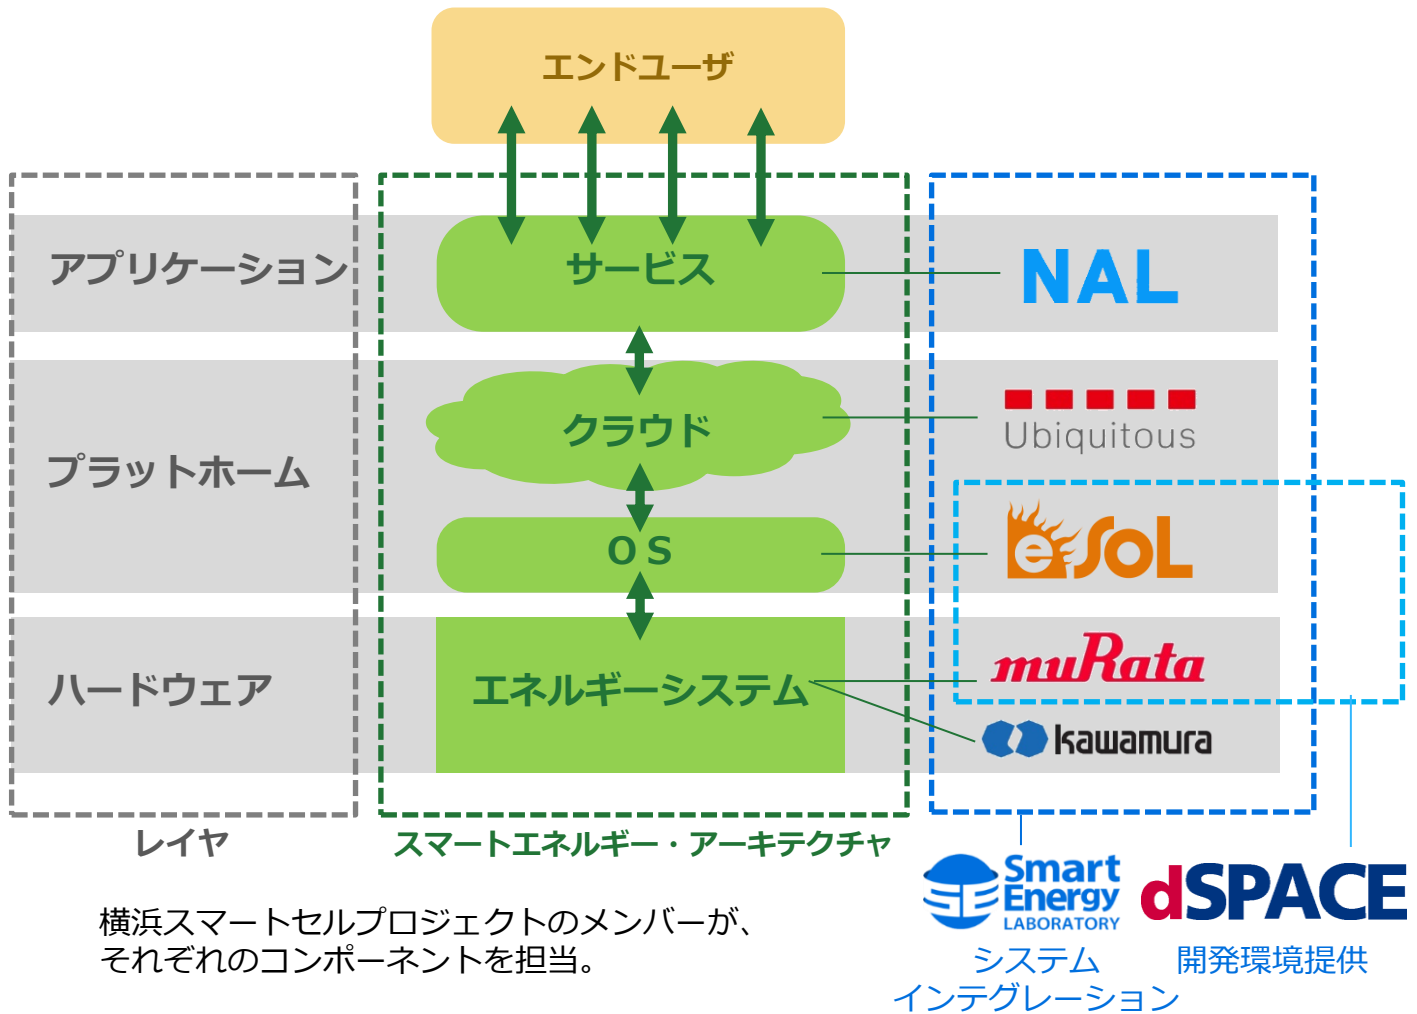 エンドユーザ
アプリケーション
サービス
NAL
プラットホーム
クラウド
Ubiquitous
OS
eSOL
ハードウェア
エネルギーシステム
muRata
kawamura
レイヤ
スマートエネルギー・アーキテクチャ
Smart
Energy
LABORATORY
dSPACE
システム
インテグレーション
開発環境提供
横浜スマートセルプロジェクトのメンバーが、
それぞれのコンポーネントを担当。